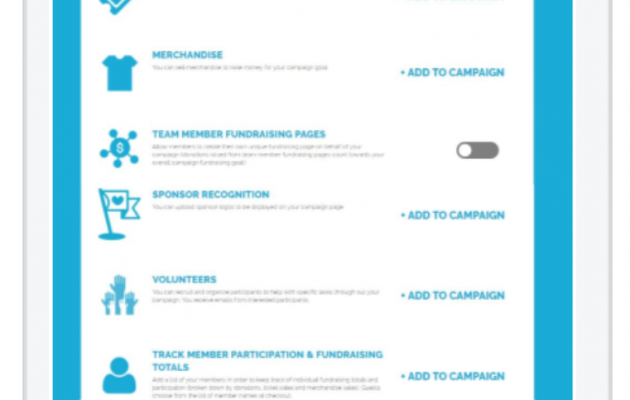 MERCHANDISE
You can sell merchandise to raise money for your campaign goal.
+ ADD TO CAMPAIGN
TEAM MEMBER FUNDRAISING PAGES
Allow members to create their own unique fundraising page on behalf of your
campaign (donations raised from team member fundraising pages count towards your
overall campaign fundraising goal)
$
SPONSOR RECOGNITION
You can upload sponsor logos to be displayed on your campaign page
+ ADD TO CAMPAIGN
VOLUNTEERS
You can recruit and organize participants to help with specific tasks through out your
campaign. You receive emails from interested participants.
+ ADD TO CAMPAIGN
TRACK MEMBER PARTICIPATION & FUNDRAISING
TOTALS
Add a list of your members in order to keep track of individual fundraising totals and
participation broken down by donations, ticket sales and merchandise sales. Guests
choose from the list of member names at checkout.
+ ADD TO CAMPAIGN